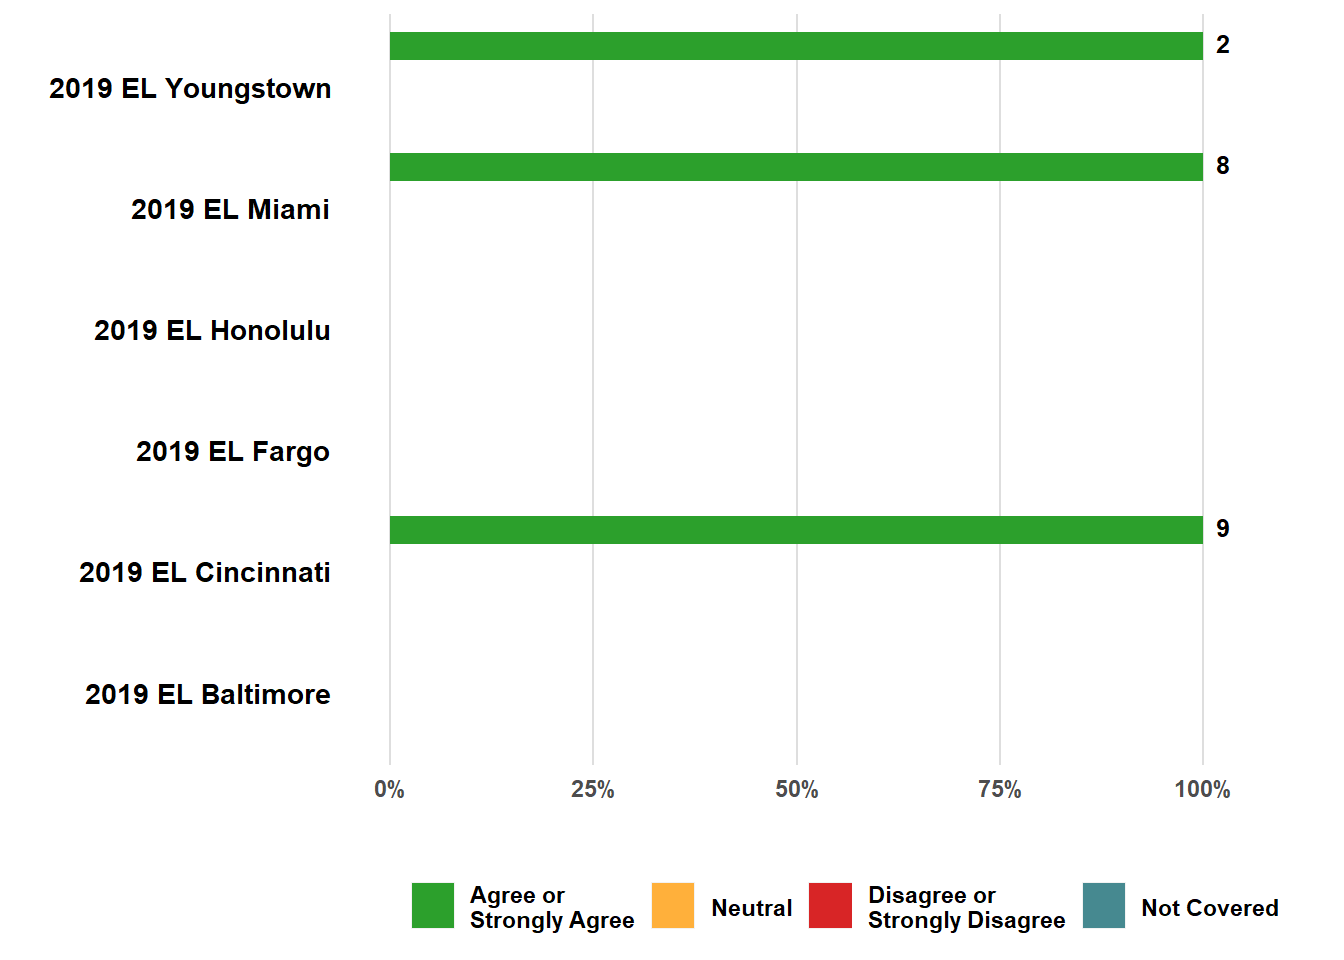 2
2019 EL Youngstown
8
2019 EL Miami
2019 EL Honolulu
2019 EL Fargo
9
2019 EL Cincinnati
2019 EL Baltimore
0% 25% 50% 75% 100%
Agree or
Strongly Agree
Neutral
Disagree or
Strongly Disagree
Not Covered